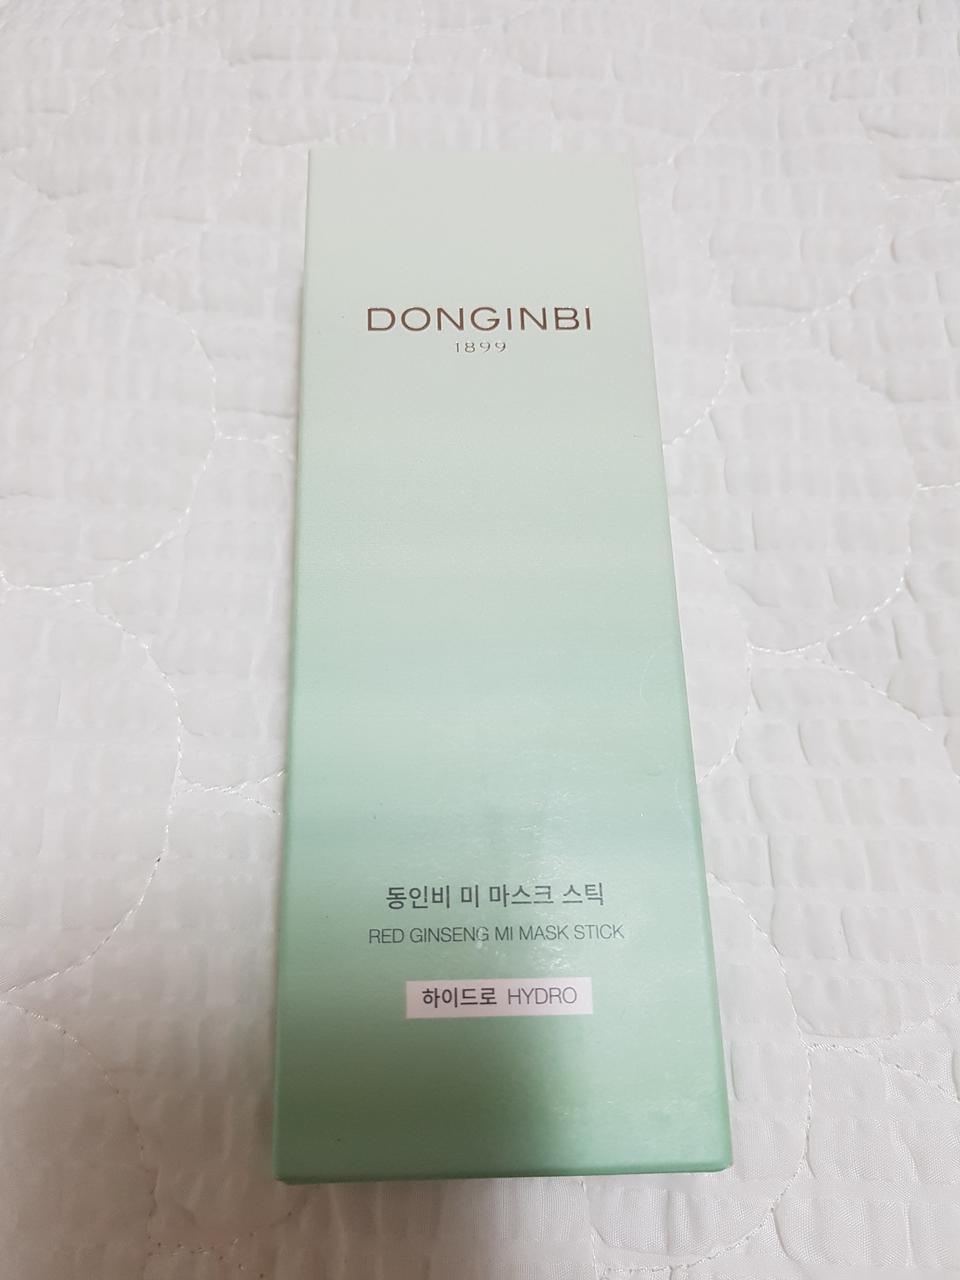 DONGINBI
1899
동인비 미 마스크 스틱
RED GINSENG MI MASK STICK
하이드로 HYDRO